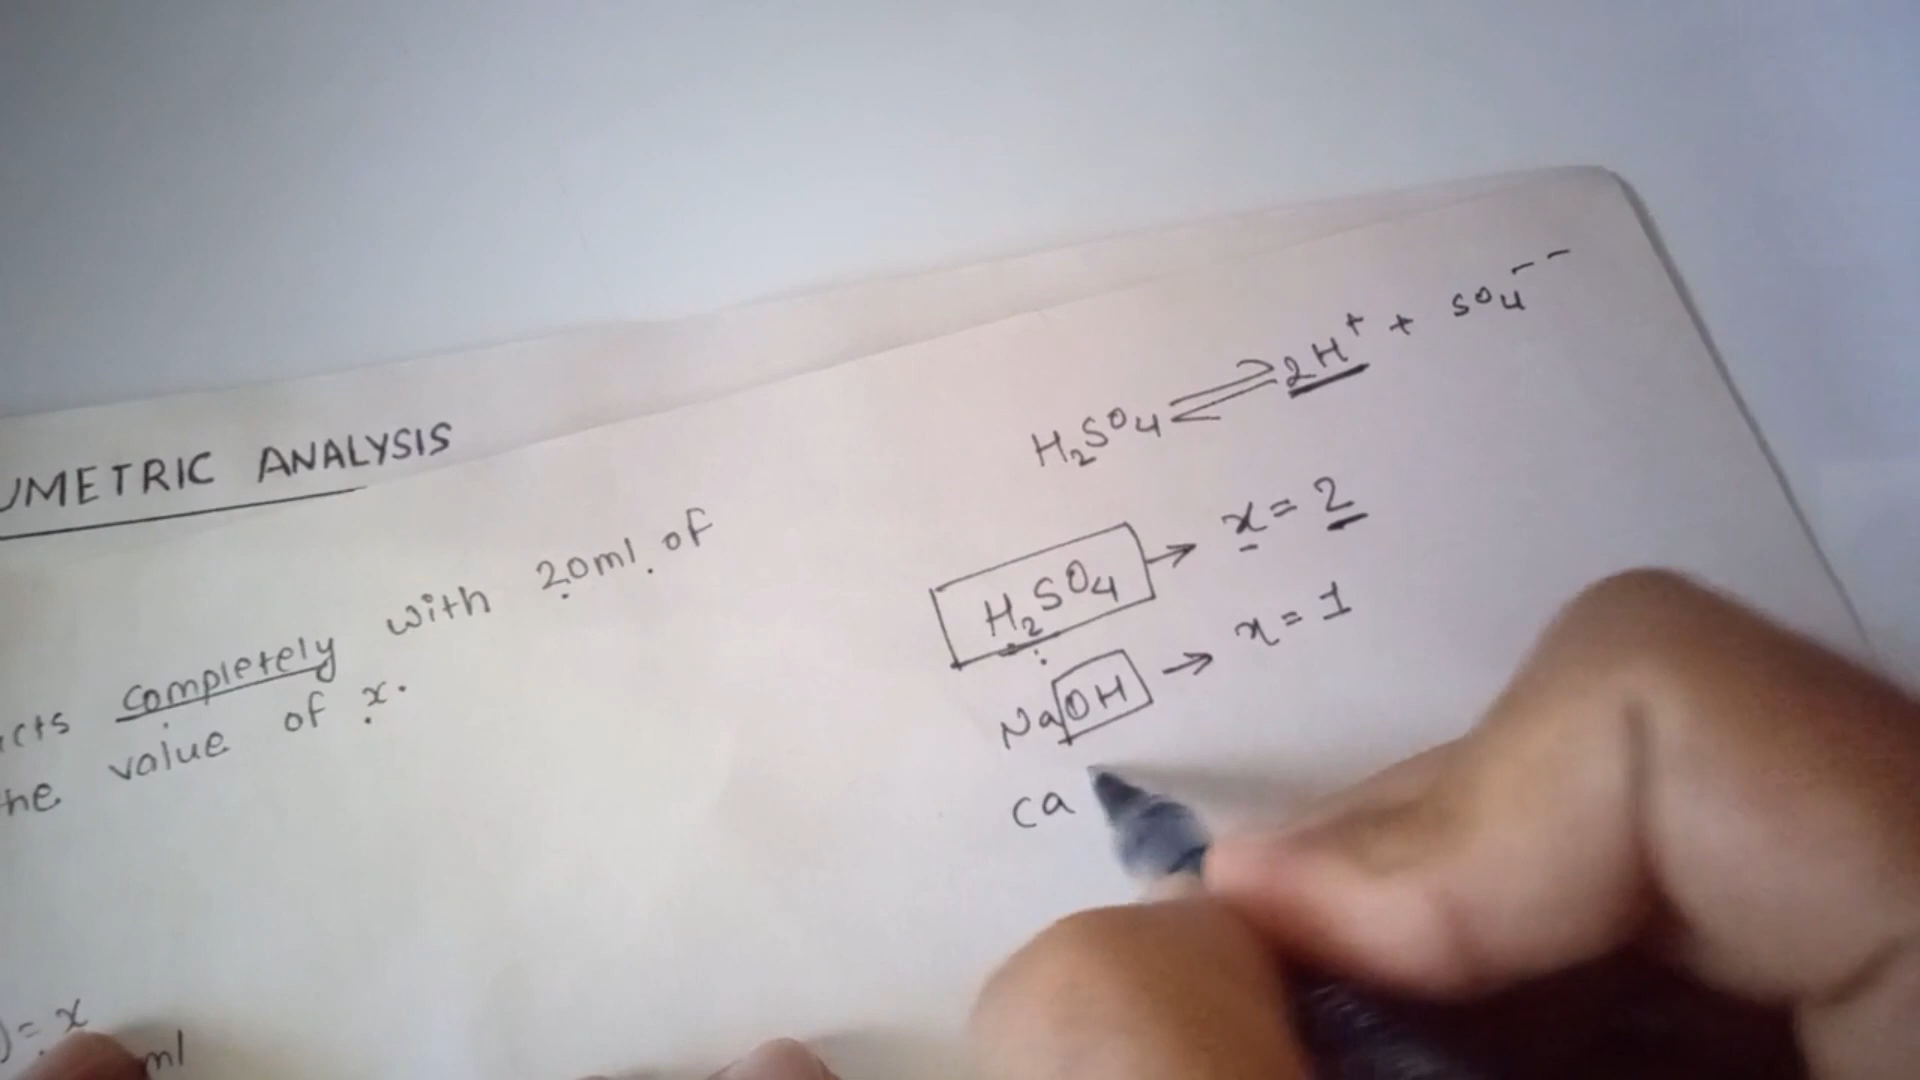 UMETRIC ANALYSIS
cts completely with 20ml of
he value of x.
) = x
ml
H₂SO₄ ⇌ 2H⁺ + SO₄⁻⁻
H₂SO₄ → x = 2
NaOH → x = 1
Ca